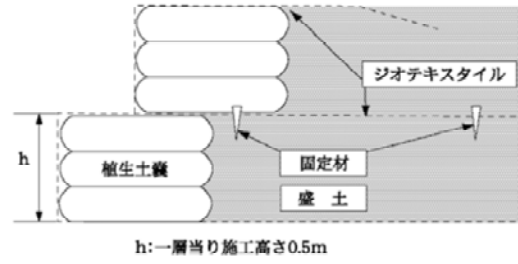 ジオテキスタイル
h
植生土嚢
固定材
盛 土
h:一層当り施工高さ0.5m